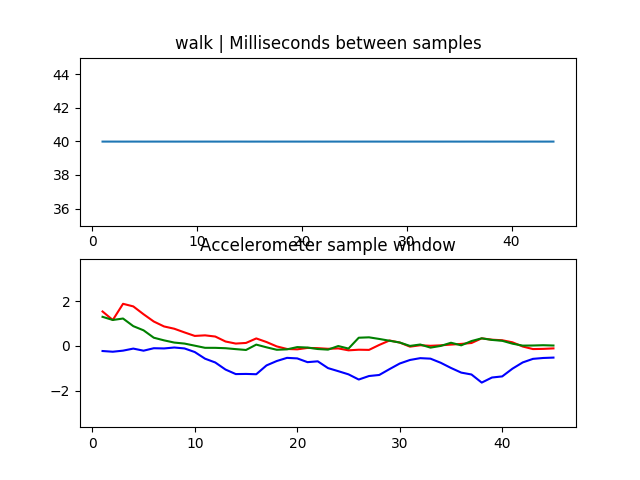 walk | Milliseconds between samples
44
42
40
38
36
0 10 20 30 40
Accelerometer sample window
2
0
−2
0 10 20 30 40